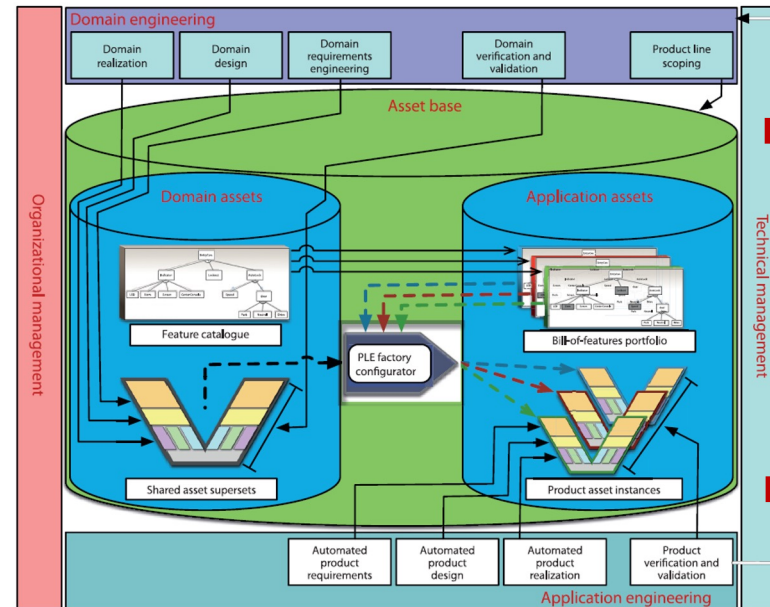 Domain engineering
Domain
realization
Domain
design
Domain
requirements
engineering
Domain
verification and
validation
Product line
scoping
Asset base
Organizational management
Technical management
Domain assets
Application assets
Feature catalogue
Bill-of-features portfolio
PLE factory
configurator
Shared asset supersets
Product asset instances
Automated
product
requirements
Automated
product
design
Automated
product
realization
Product
verification and
validation
Application engineering